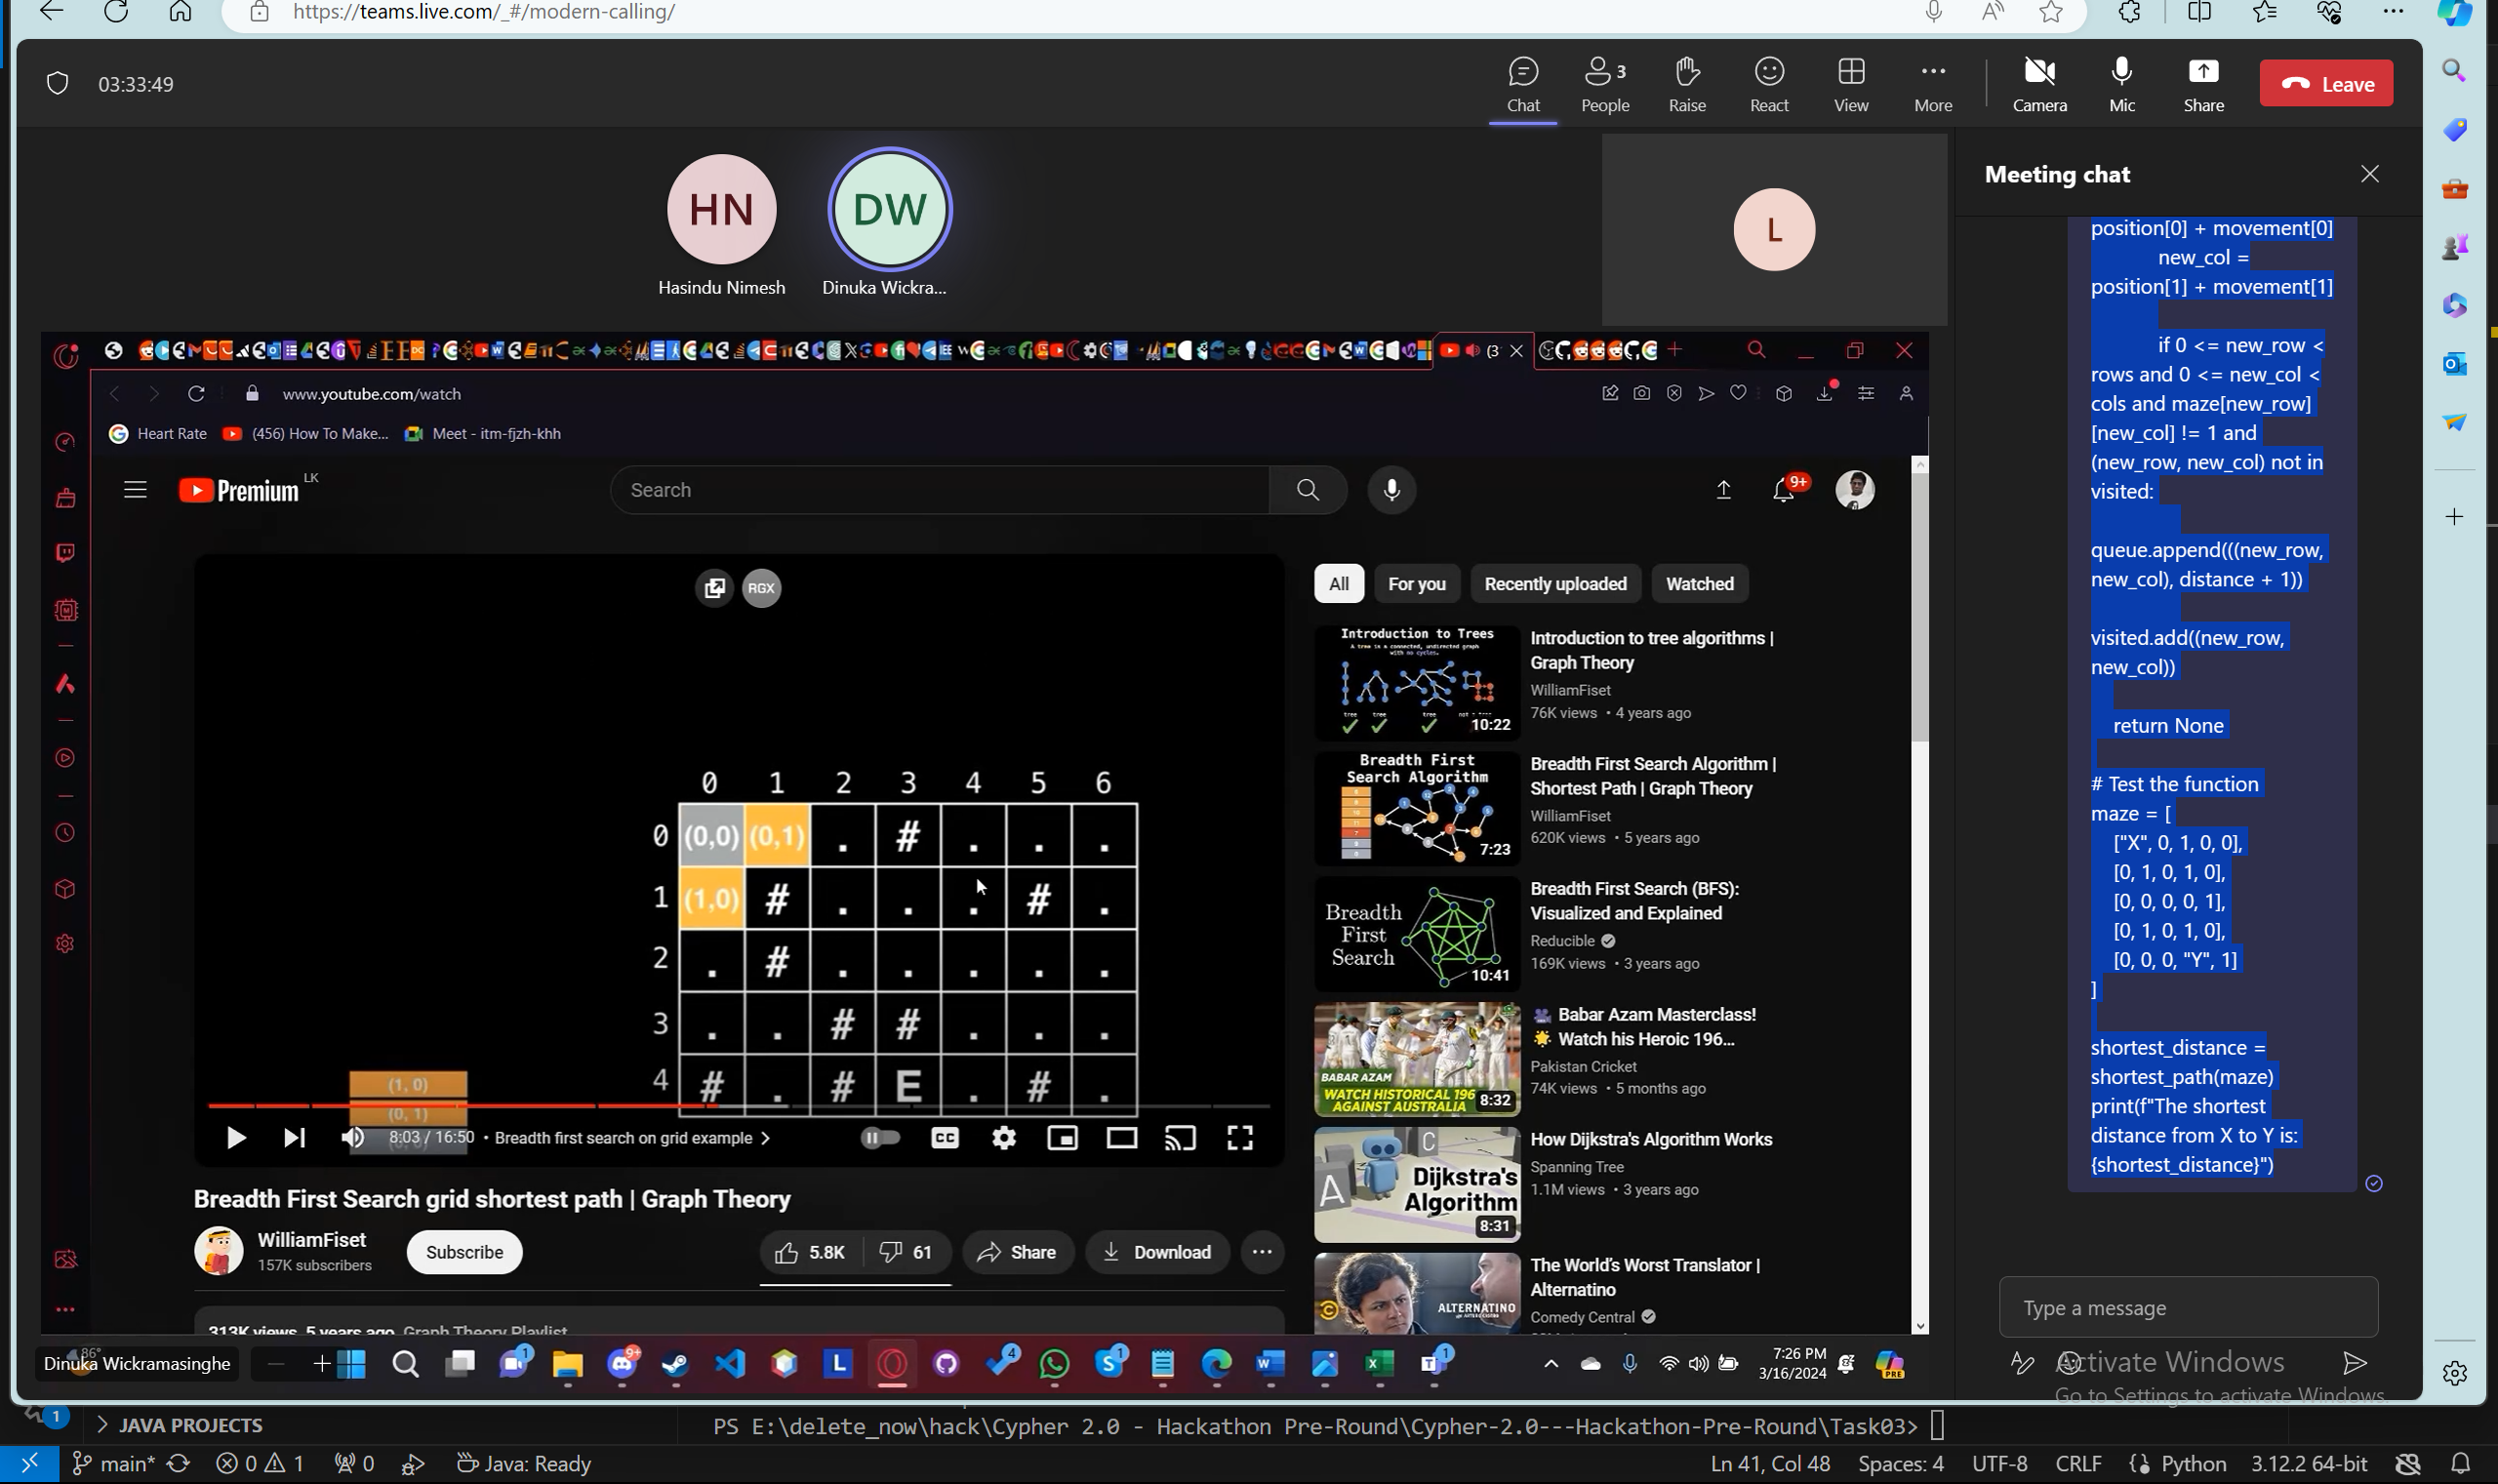 https://teams.live.com/_#/modern-calling/
03:33:49
Chat
People
3
Raise
React
View
More
Camera
Mic
Share
Leave
HN
Hasindu Nimesh
DW
Dinuka Wickra...
L
Meeting chat
position[0] + movement[0]
new_col =
position[1] + movement[1]
if 0 <= new_row <
rows and 0 <= new_col <
cols and maze[new_row]
[new_col] != 1 and
(new_row, new_col) not in
visited:
queue.append(((new_row,
new_col), distance + 1))
visited.add((new_row,
new_col))
return None
# Test the function
maze = [
["X", 0, 1, 0, 0],
[0, 1, 0, 1, 0],
[0, 0, 0, 0, 1],
[0, 1, 0, 1, 0],
[0, 0, 0, "Y", 1]
]
shortest_distance =
shortest_path(maze)
print(f"The shortest
distance from X to Y is:
{shortest_distance}")
Type a message
Activate Windows
Go to Settings to activate Windows.
www.youtube.com/watch
Heart Rate
(456) How To Make...
Meet - itm-fjzh-khh
Premium LK
Search
9+
RGX
0 1 2 3 4 5 6
0 (0,0) (0,1) . # . . .
1 (1,0) # . . . # .
2 . # . . . . .
3 . . # # . . .
4 # . # E . # .
(1, 0)
(0, 1)
(0, 0)
8:03 / 16:50 • Breadth first search on grid example
CC
Breadth First Search grid shortest path | Graph Theory
WilliamFiset
157K subscribers
Subscribe
5.8K
61
Share
Download
313K views 5 years ago Graph Theory Playlist
All
For you
Recently uploaded
Watched
Introduction to Trees
A tree is a connected, undirected graph
with no cycles.
tree tree tree
10:22
Introduction to tree algorithms |
Graph Theory
WilliamFiset
76K views • 4 years ago
Breadth First
Search Algorithm
7:23
Breadth First Search Algorithm |
Shortest Path | Graph Theory
WilliamFiset
620K views • 5 years ago
Breadth
First
Search
10:41
Breadth First Search (BFS):
Visualized and Explained
Reducible
169K views • 3 years ago
BABAR AZAM
WATCH HISTORICAL 196
AGAINST AUSTRALIA
8:32
Babar Azam Masterclass!
Watch his Heroic 196...
Pakistan Cricket
74K views • 5 months ago
A
C
Dijkstra's
Algorithm
8:31
How Dijkstra's Algorithm Works
Spanning Tree
1.1M views • 3 years ago
ALTERNATINO
The World's Worst Translator |
Alternatino
Comedy Central
86°
Dinuka Wickramasinghe
7:26 PM
3/16/2024
JAVA PROJECTS
PS E:\delete_now\hack\Cypher 2.0 - Hackathon Pre-Round\Cypher-2.0---Hackathon-Pre-Round\Task03>
main*
0
1
0
Java: Ready
Ln 41, Col 48
Spaces: 4
UTF-8
CRLF
Python
3.12.2 64-bit